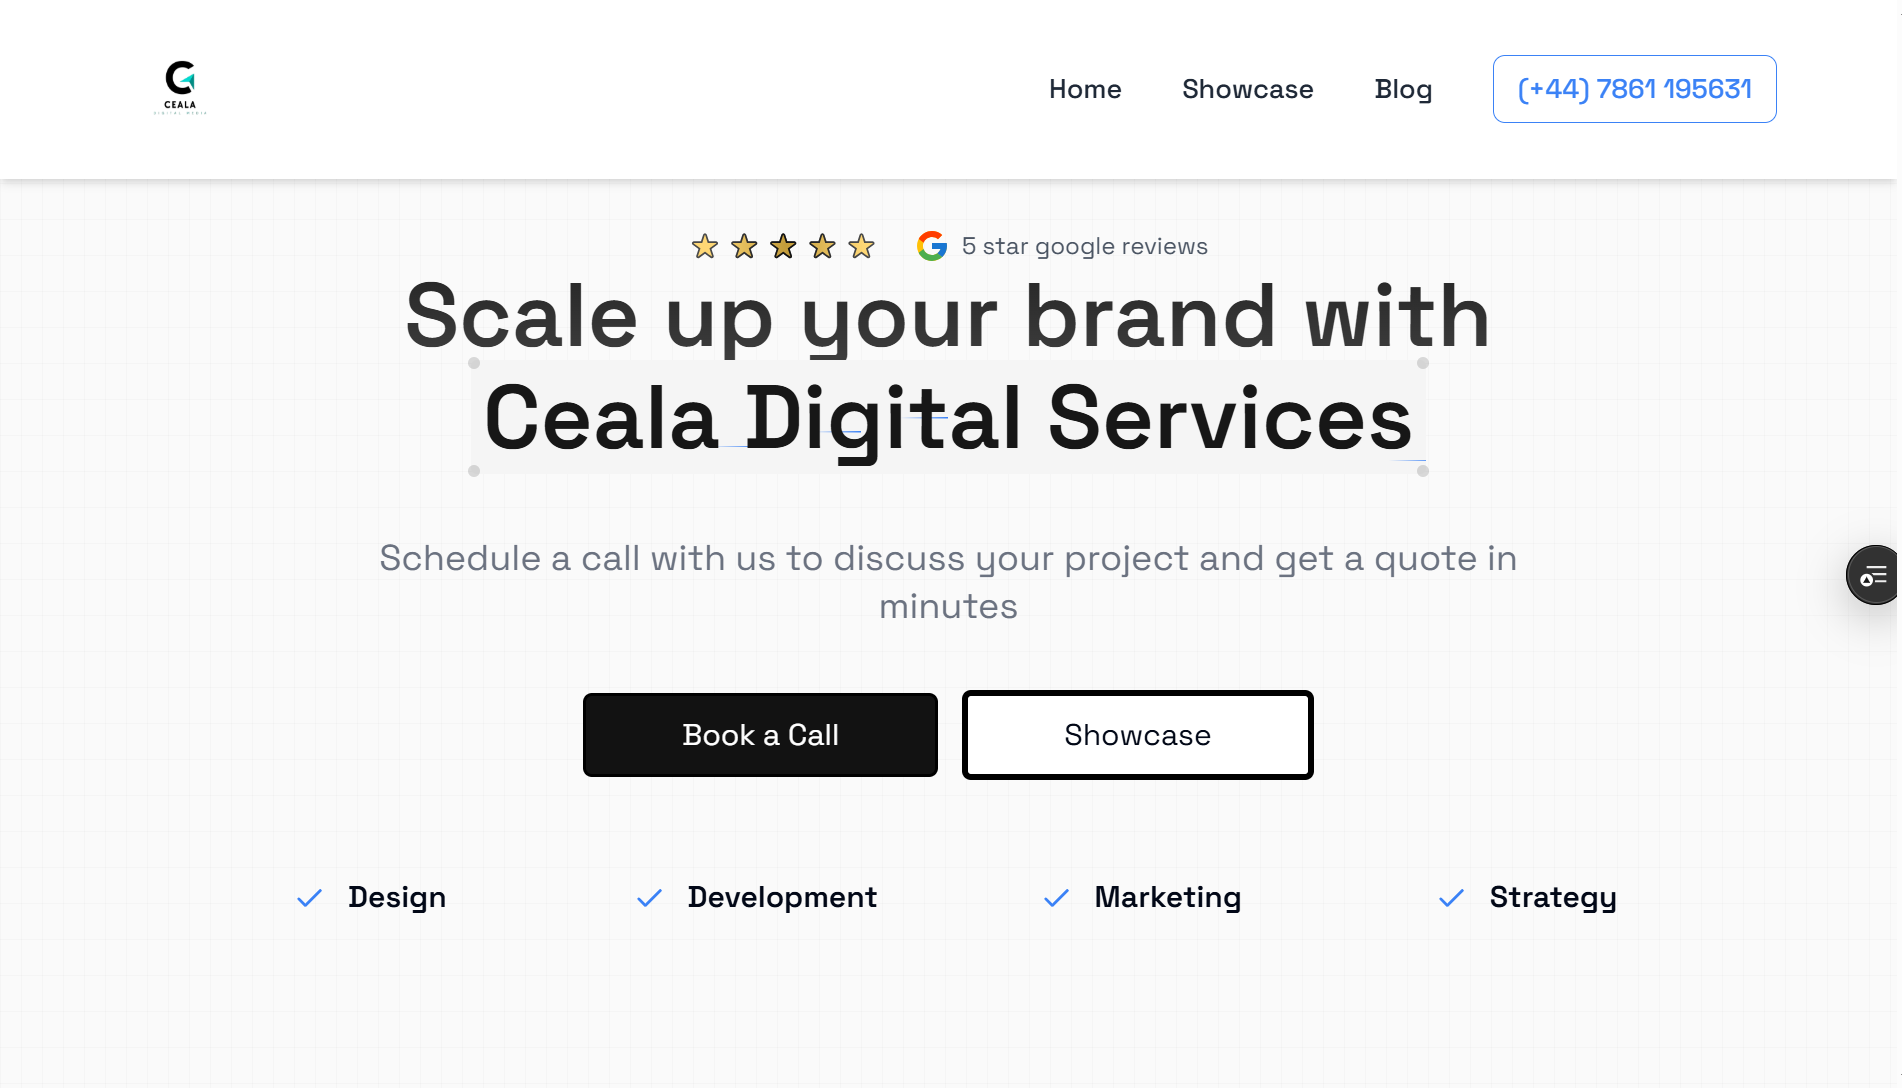 CEALA
DIGITAL MEDIA
Home
Showcase
Blog
(+44) 7861 195631
5 star google reviews
Scale up your brand with
Ceala Digital Services
Schedule a call with us to discuss your project and get a quote in
minutes
Book a Call
Showcase
Design
Development
Marketing
Strategy